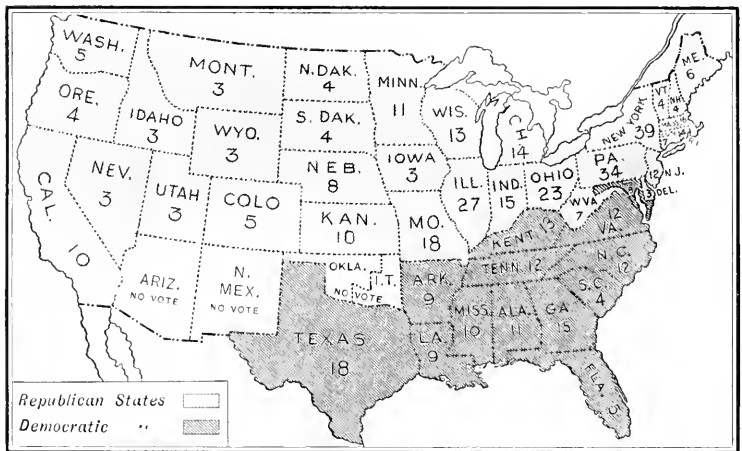 WASH.
5
ORE.
4
CAL.
10
NEV.
3
IDAHO
3
MONT.
3
WYO.
3
UTAH
3
COLO
5
ARIZ.
NO VOTE
N.
MEX.
NO VOTE
N.DAK.
4
S. DAK.
4
NEB.
8
KAN.
10
OKLA.
I.T.
NO VOTE
TEXAS
18
MINN.
11
IOWA
3
MO.
18
ARK.
9
LA.
9
WIS.
13
ILL.
27
C I
14
IND.
15
OHIO
23
KENT. 13
TENN. 12
MISS.
10
ALA.
11
GA.
15
FLA. 5
S.C.
4
N.C.
12
12
VA.
W.VA
7
PA.
34
NEW YORK
39
VT.
4
NH.
4
ME.
6
12 N.J.
3 DEL.
Republican States
Democratic "